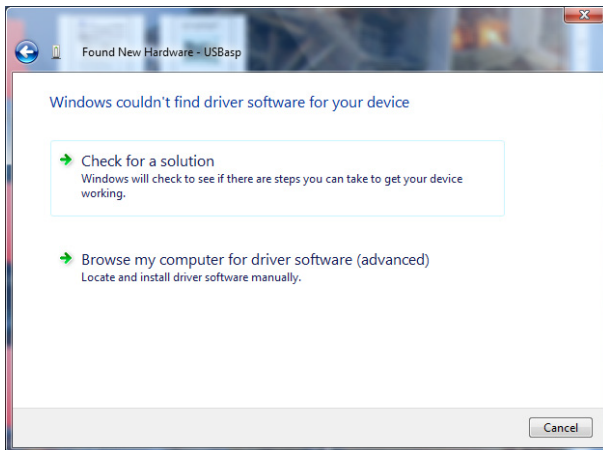 Found New Hardware - USBasp
Windows couldn't find driver software for your device
Check for a solution
Windows will check to see if there are steps you can take to get your device
working.
Browse my computer for driver software (advanced)
Locate and install driver software manually.
Cancel